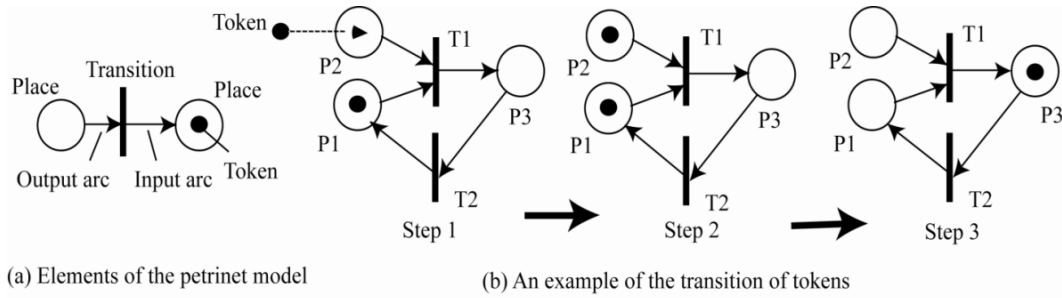 Place
Transition
Place
Output arc
Input arc
Token
(a) Elements of the petrinet model
Token
P2
P1
T1
P3
T2
Step 1
P2
P1
T1
P3
T2
Step 2
P2
P1
T1
P3
T2
Step 3
(b) An example of the transition of tokens